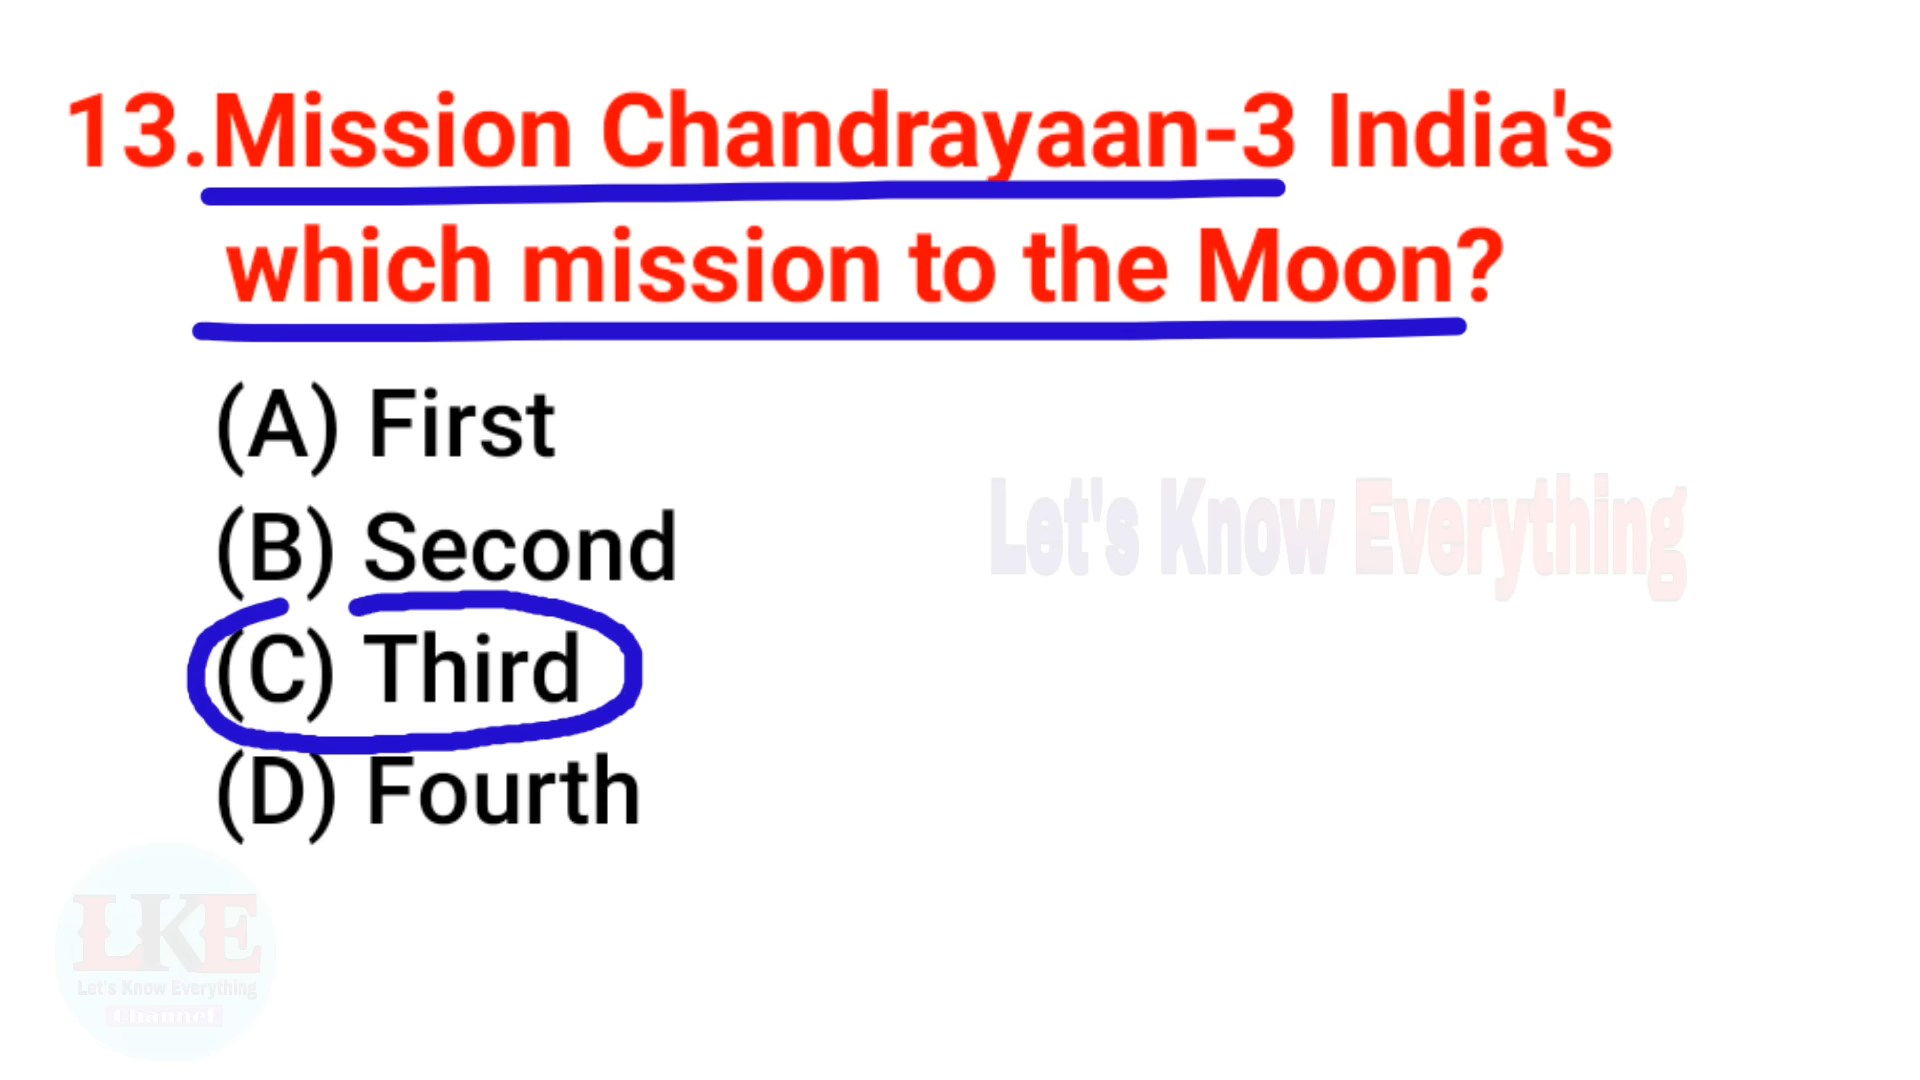 13.Mission Chandrayaan-3 India's
which mission to the Moon?
(A) First
(B) Second
Let's Know Everything
(C) Third
(D) Fourth
LKE
Let's Know Everything
Channel